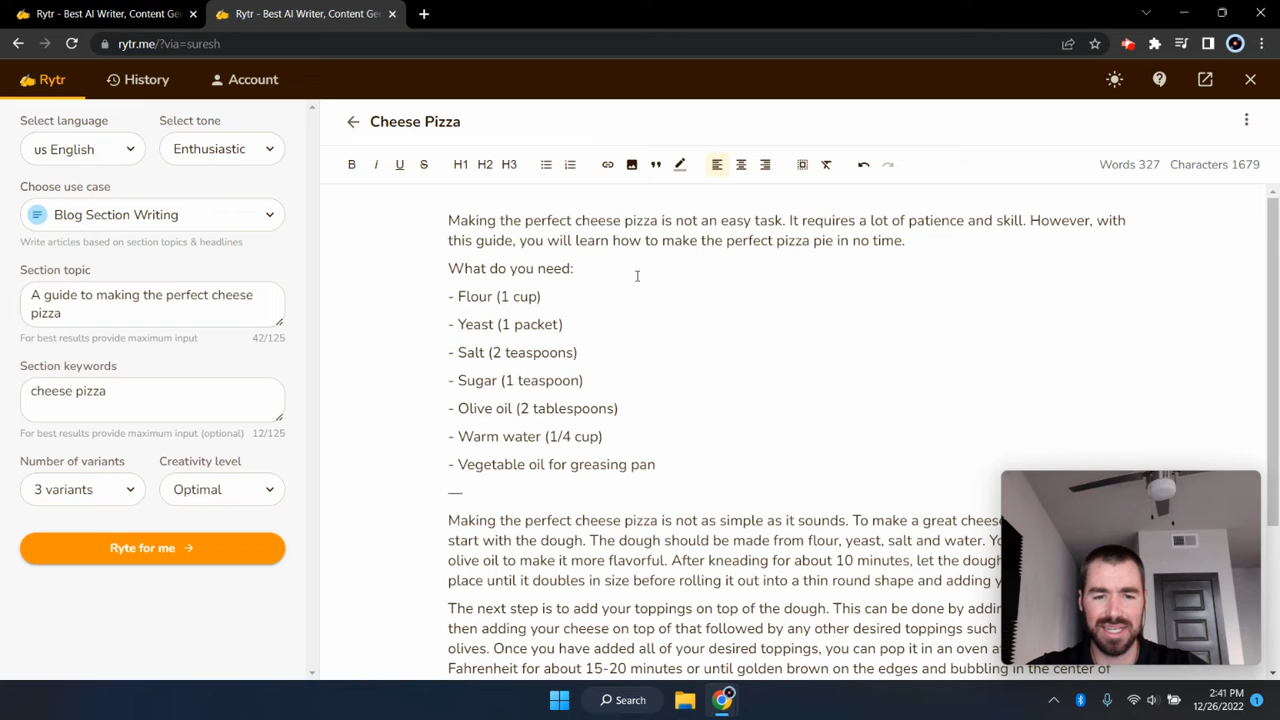 Rytr - Best AI Writer, Content Ge
Rytr - Best AI Writer, Content Ge
rytr.me/?via=suresh
Rytr
History
Account
Select language
Select tone
us English
Enthusiastic
Choose use case
Blog Section Writing
Write articles based on section topics & headlines
Section topic
A guide to making the perfect cheese
pizza
For best results provide maximum input
42/125
Section keywords
cheese pizza
For best results provide maximum input (optional)
12/125
Number of variants
Creativity level
3 variants
Optimal
Ryte for me
Cheese Pizza
B i U S H1 H2 H3
Words 327 Characters 1679
Making the perfect cheese pizza is not an easy task. It requires a lot of patience and skill. However, with
this guide, you will learn how to make the perfect pizza pie in no time.
What do you need:
- Flour (1 cup)
- Yeast (1 packet)
- Salt (2 teaspoons)
- Sugar (1 teaspoon)
- Olive oil (2 tablespoons)
- Warm water (1/4 cup)
- Vegetable oil for greasing pan
—
Making the perfect cheese pizza is not as simple as it sounds. To make a great chees
start with the dough. The dough should be made from flour, yeast, salt and water. Yo
olive oil to make it more flavorful. After kneading for about 10 minutes, let the doug
place until it doubles in size before rolling it out into a thin round shape and adding y
The next step is to add your toppings on top of the dough. This can be done by addin
then adding your cheese on top of that followed by any other desired toppings such
olives. Once you have added all of your desired toppings, you can pop it in an oven a
Fahrenheit for about 15-20 minutes or until golden brown on the edges and bubbling in the center of
Search
2:41 PM
12/26/2022
1